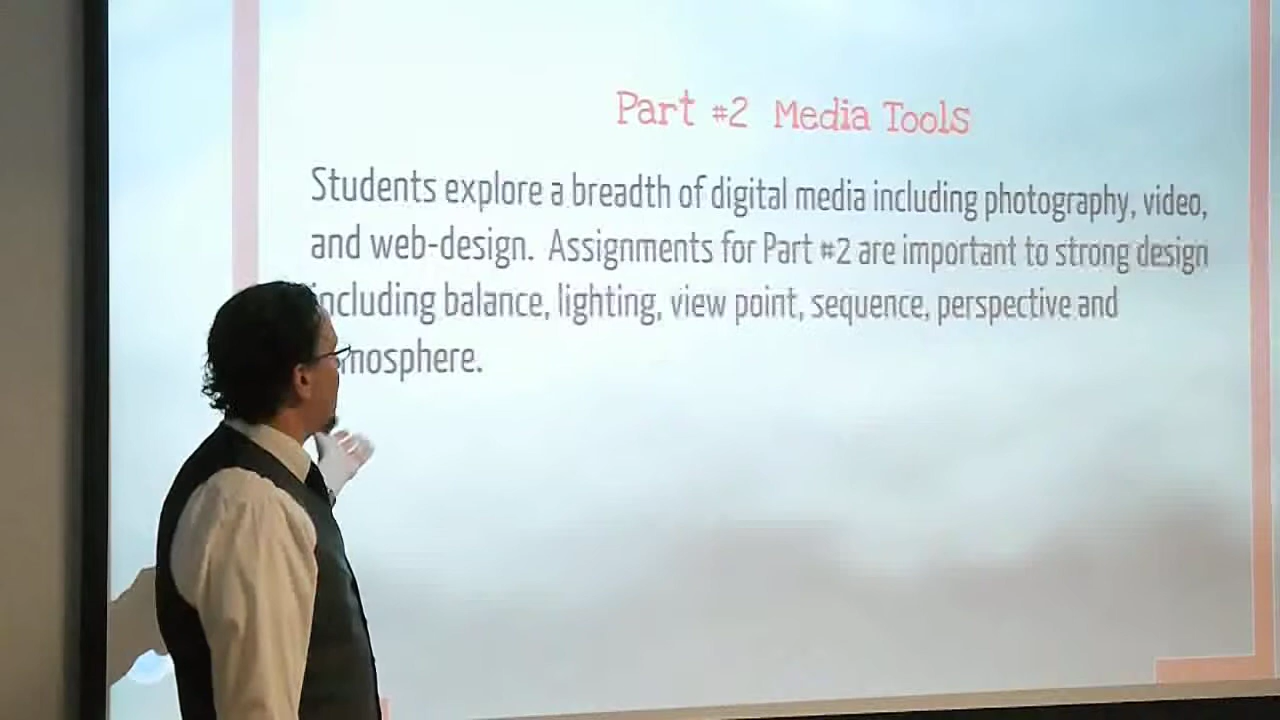 Part #2 Media Tools
Students explore a breadth of digital media including photography, video,
and web-design. Assignments for Part #2 are important to strong design
including balance, lighting, view point, sequence, perspective and